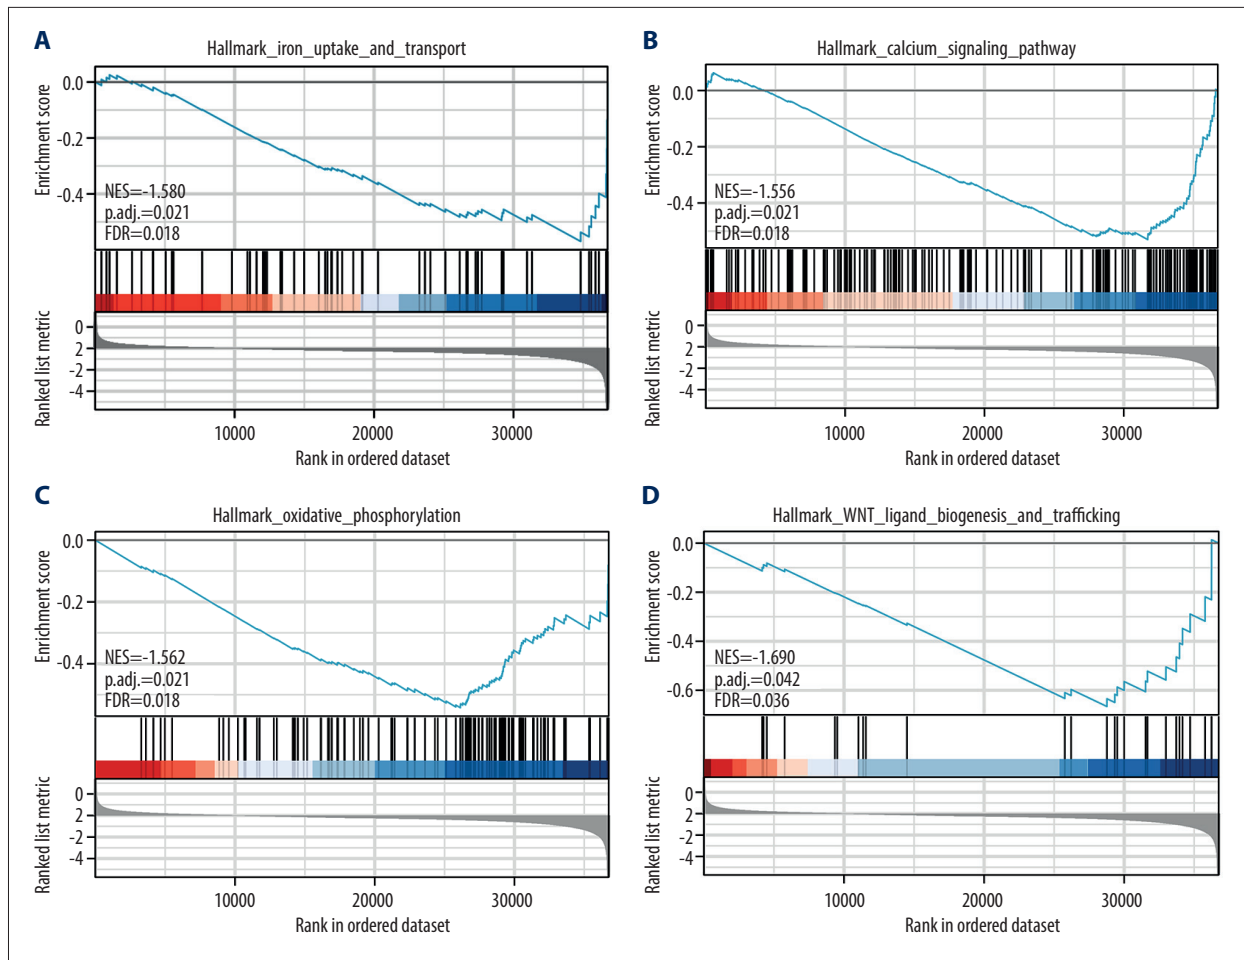 A
Hallmark_iron_uptake_and_transport
Enrichment score
0.0
-0.2
-0.4
NES=-1.580
p.adj.=0.021
FDR=0.018
Ranked list metric
0
2
-2
-4
10000 20000 30000
Rank in ordered dataset
B
Hallmark_calcium_signaling_pathway
Enrichment score
0.0
-0.2
-0.4
NES=-1.556
p.adj.=0.021
FDR=0.018
Ranked list metric
0
2
-2
-4
10000 20000 30000
Rank in ordered dataset
C
Hallmark_oxidative_phosphorylation
Enrichment score
0.0
-0.2
-0.4
NES=-1.562
p.adj.=0.021
FDR=0.018
Ranked list metric
0
2
-2
-4
10000 20000 30000
Rank in ordered dataset
D
Hallmark_WNT_ligand_biogenesis_and_trafficking
Enrichment score
0.0
-0.2
-0.4
-0.6
NES=-1.690
p.adj.=0.042
FDR=0.036
Ranked list metric
0
2
-2
-4
10000 20000 30000
Rank in ordered dataset